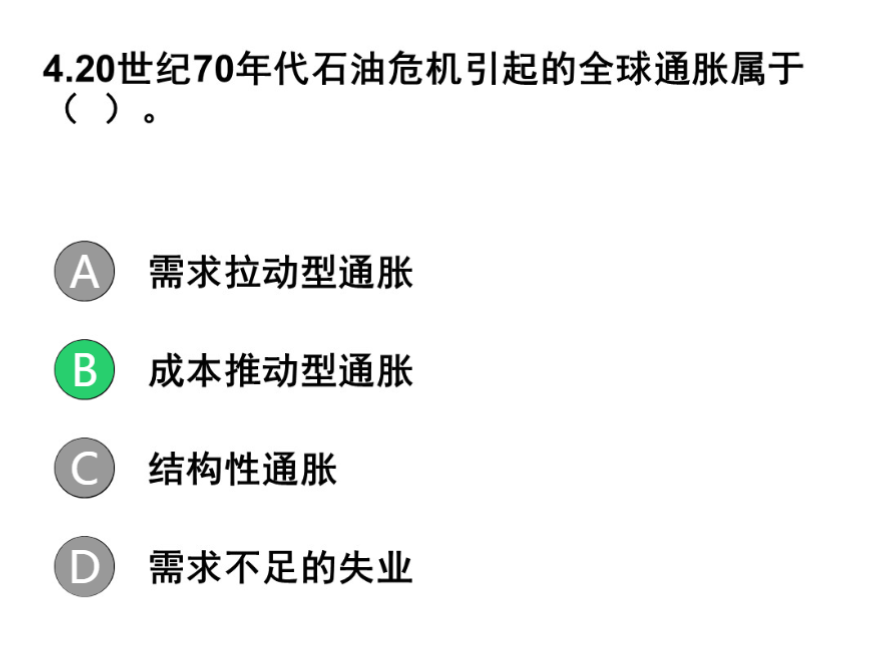 4.20世纪70年代石油危机引起的全球通胀属于
（ ）。
A 需求拉动型通胀
B 成本推动型通胀
C 结构性通胀
D 需求不足的失业